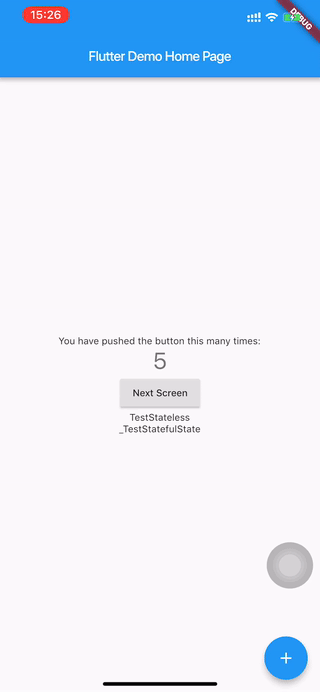 15:26
DEBUG
Flutter Demo Home Page
You have pushed the button this many times:
5
Next Screen
TestStateless
_TestStatefulState
+